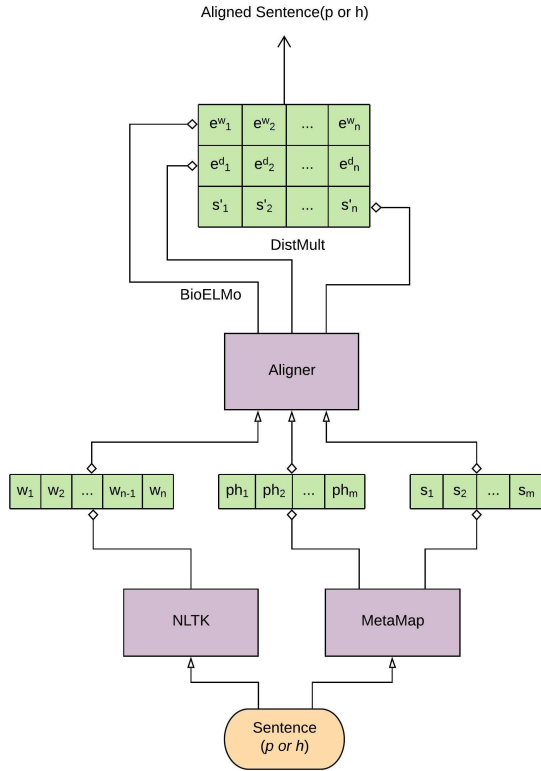 Aligned Sentence(p or h)
e^w_1 e^w_2 ... e^w_n
e^d_1 e^d_2 ... e^d_n
s'_1 s'_2 ... s'_n
DistMult
BioELMo
Aligner
w_1 w_2 ... w_n-1 w_n
ph_1 ph_2 ... ph_m
s_1 s_2 ... s_m
NLTK
MetaMap
Sentence
(p or h)